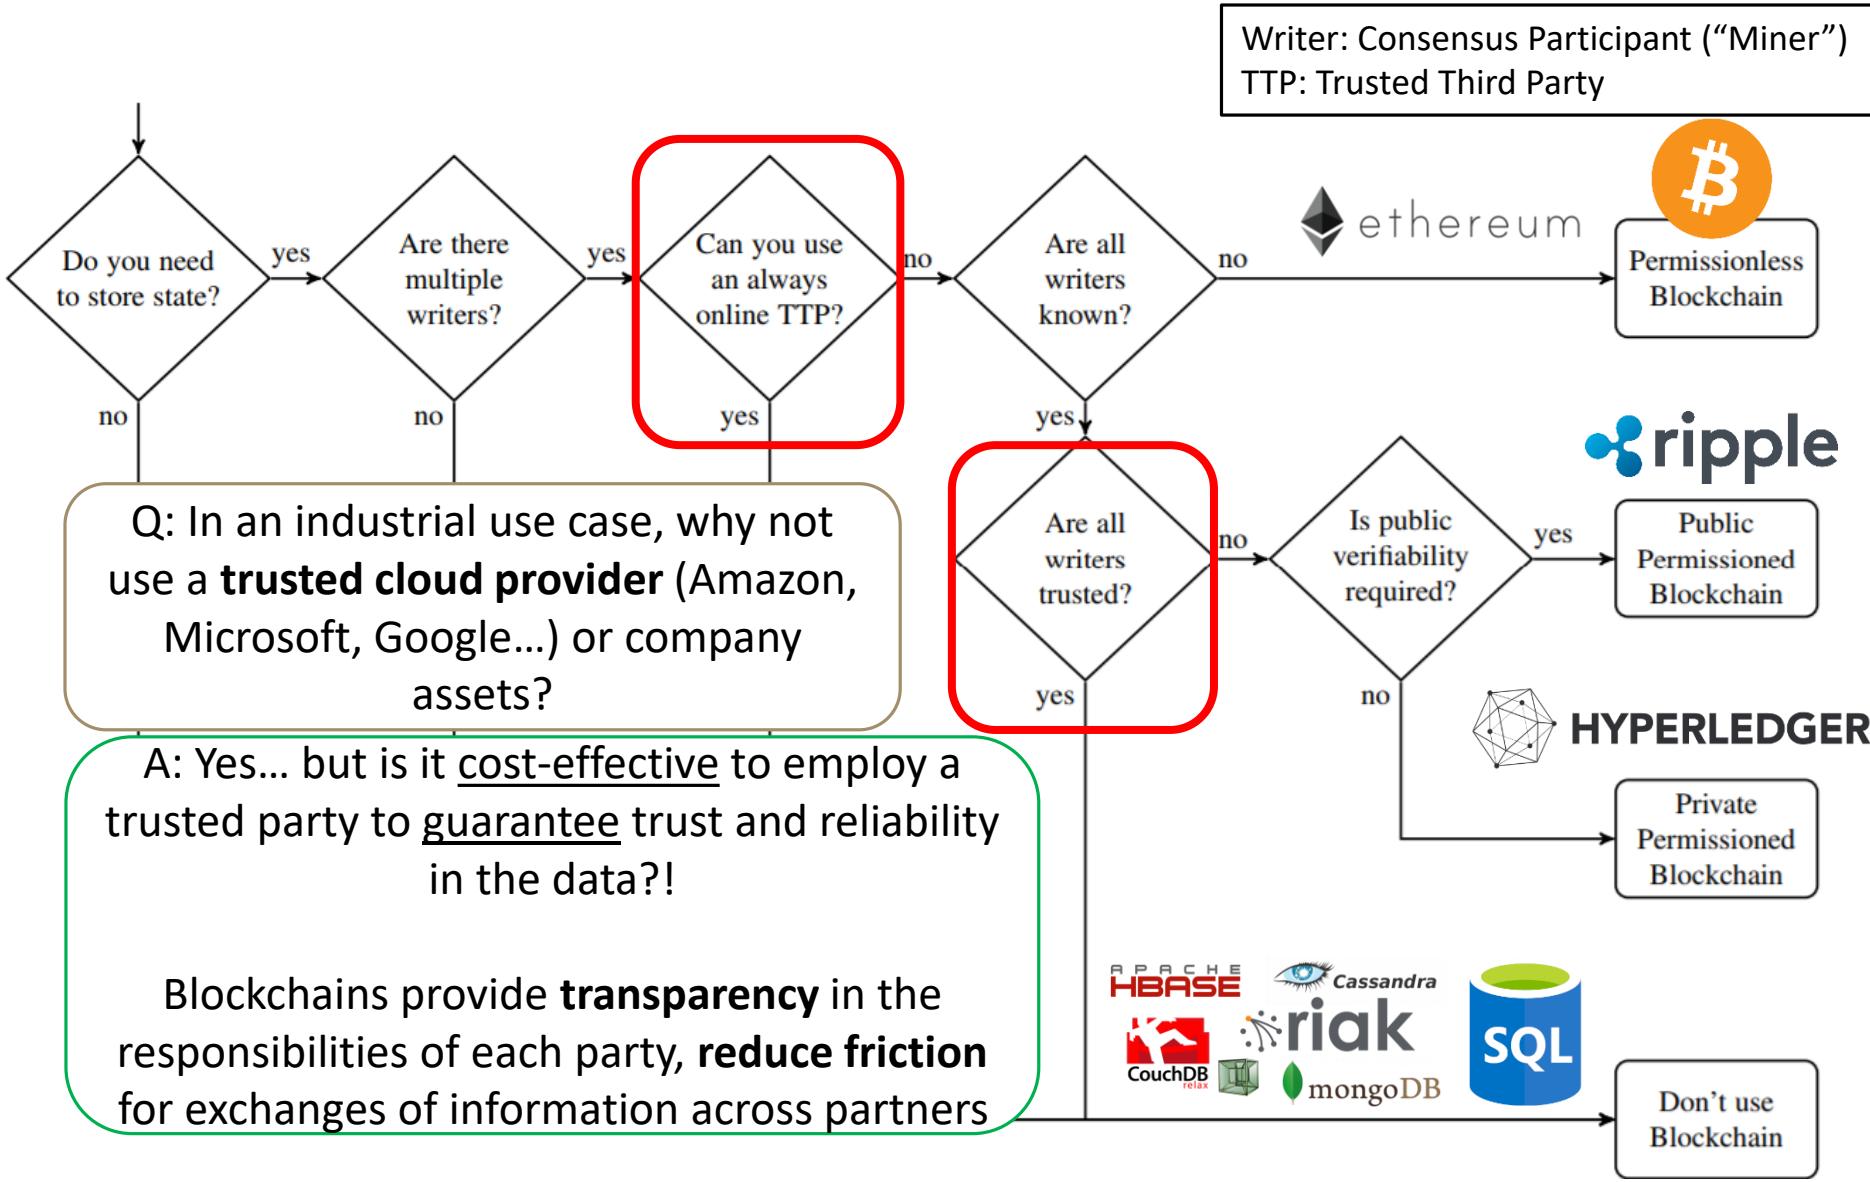 Writer: Consensus Participant (“Miner”)
TTP: Trusted Third Party
Do you need
to store state?
yes
no
Are there
multiple
writers?
yes
no
Can you use
an always
online TTP?
no
yes
Are all
writers
known?
no
yes
ethereum
Permissionless
Blockchain
Are all
writers
trusted?
no
yes
Is public
verifiability
required?
yes
no
ripple
Public
Permissioned
Blockchain
HYPERLEDGER
Private
Permissioned
Blockchain
Q: In an industrial use case, why not
use a trusted cloud provider (Amazon,
Microsoft, Google…) or company
assets?
A: Yes… but is it cost-effective to employ a
trusted party to guarantee trust and reliability
in the data?!
Blockchains provide transparency in the
responsibilities of each party, reduce friction
for exchanges of information across partners
APACHE
HBASE
Cassandra
riak
CouchDB
relax
mongoDB
SQL
Don’t use
Blockchain